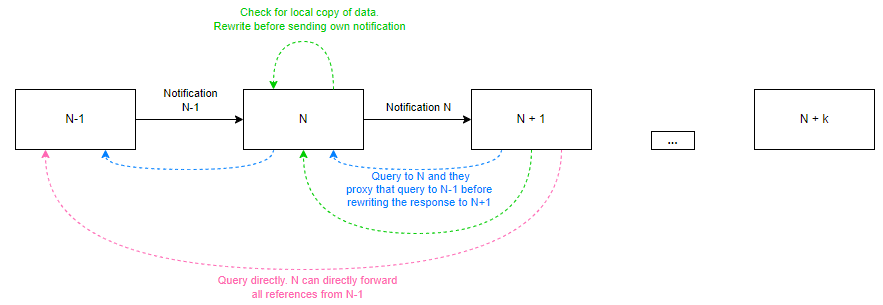 Check for local copy of data.
Rewrite before sending own notification
Notification
N-1
Notification N
N-1
N
N + 1
...
N + k
Query to N and they
proxy that query to N-1 before
rewriting the response to N+1
Query directly. N can directly forward
all references from N-1